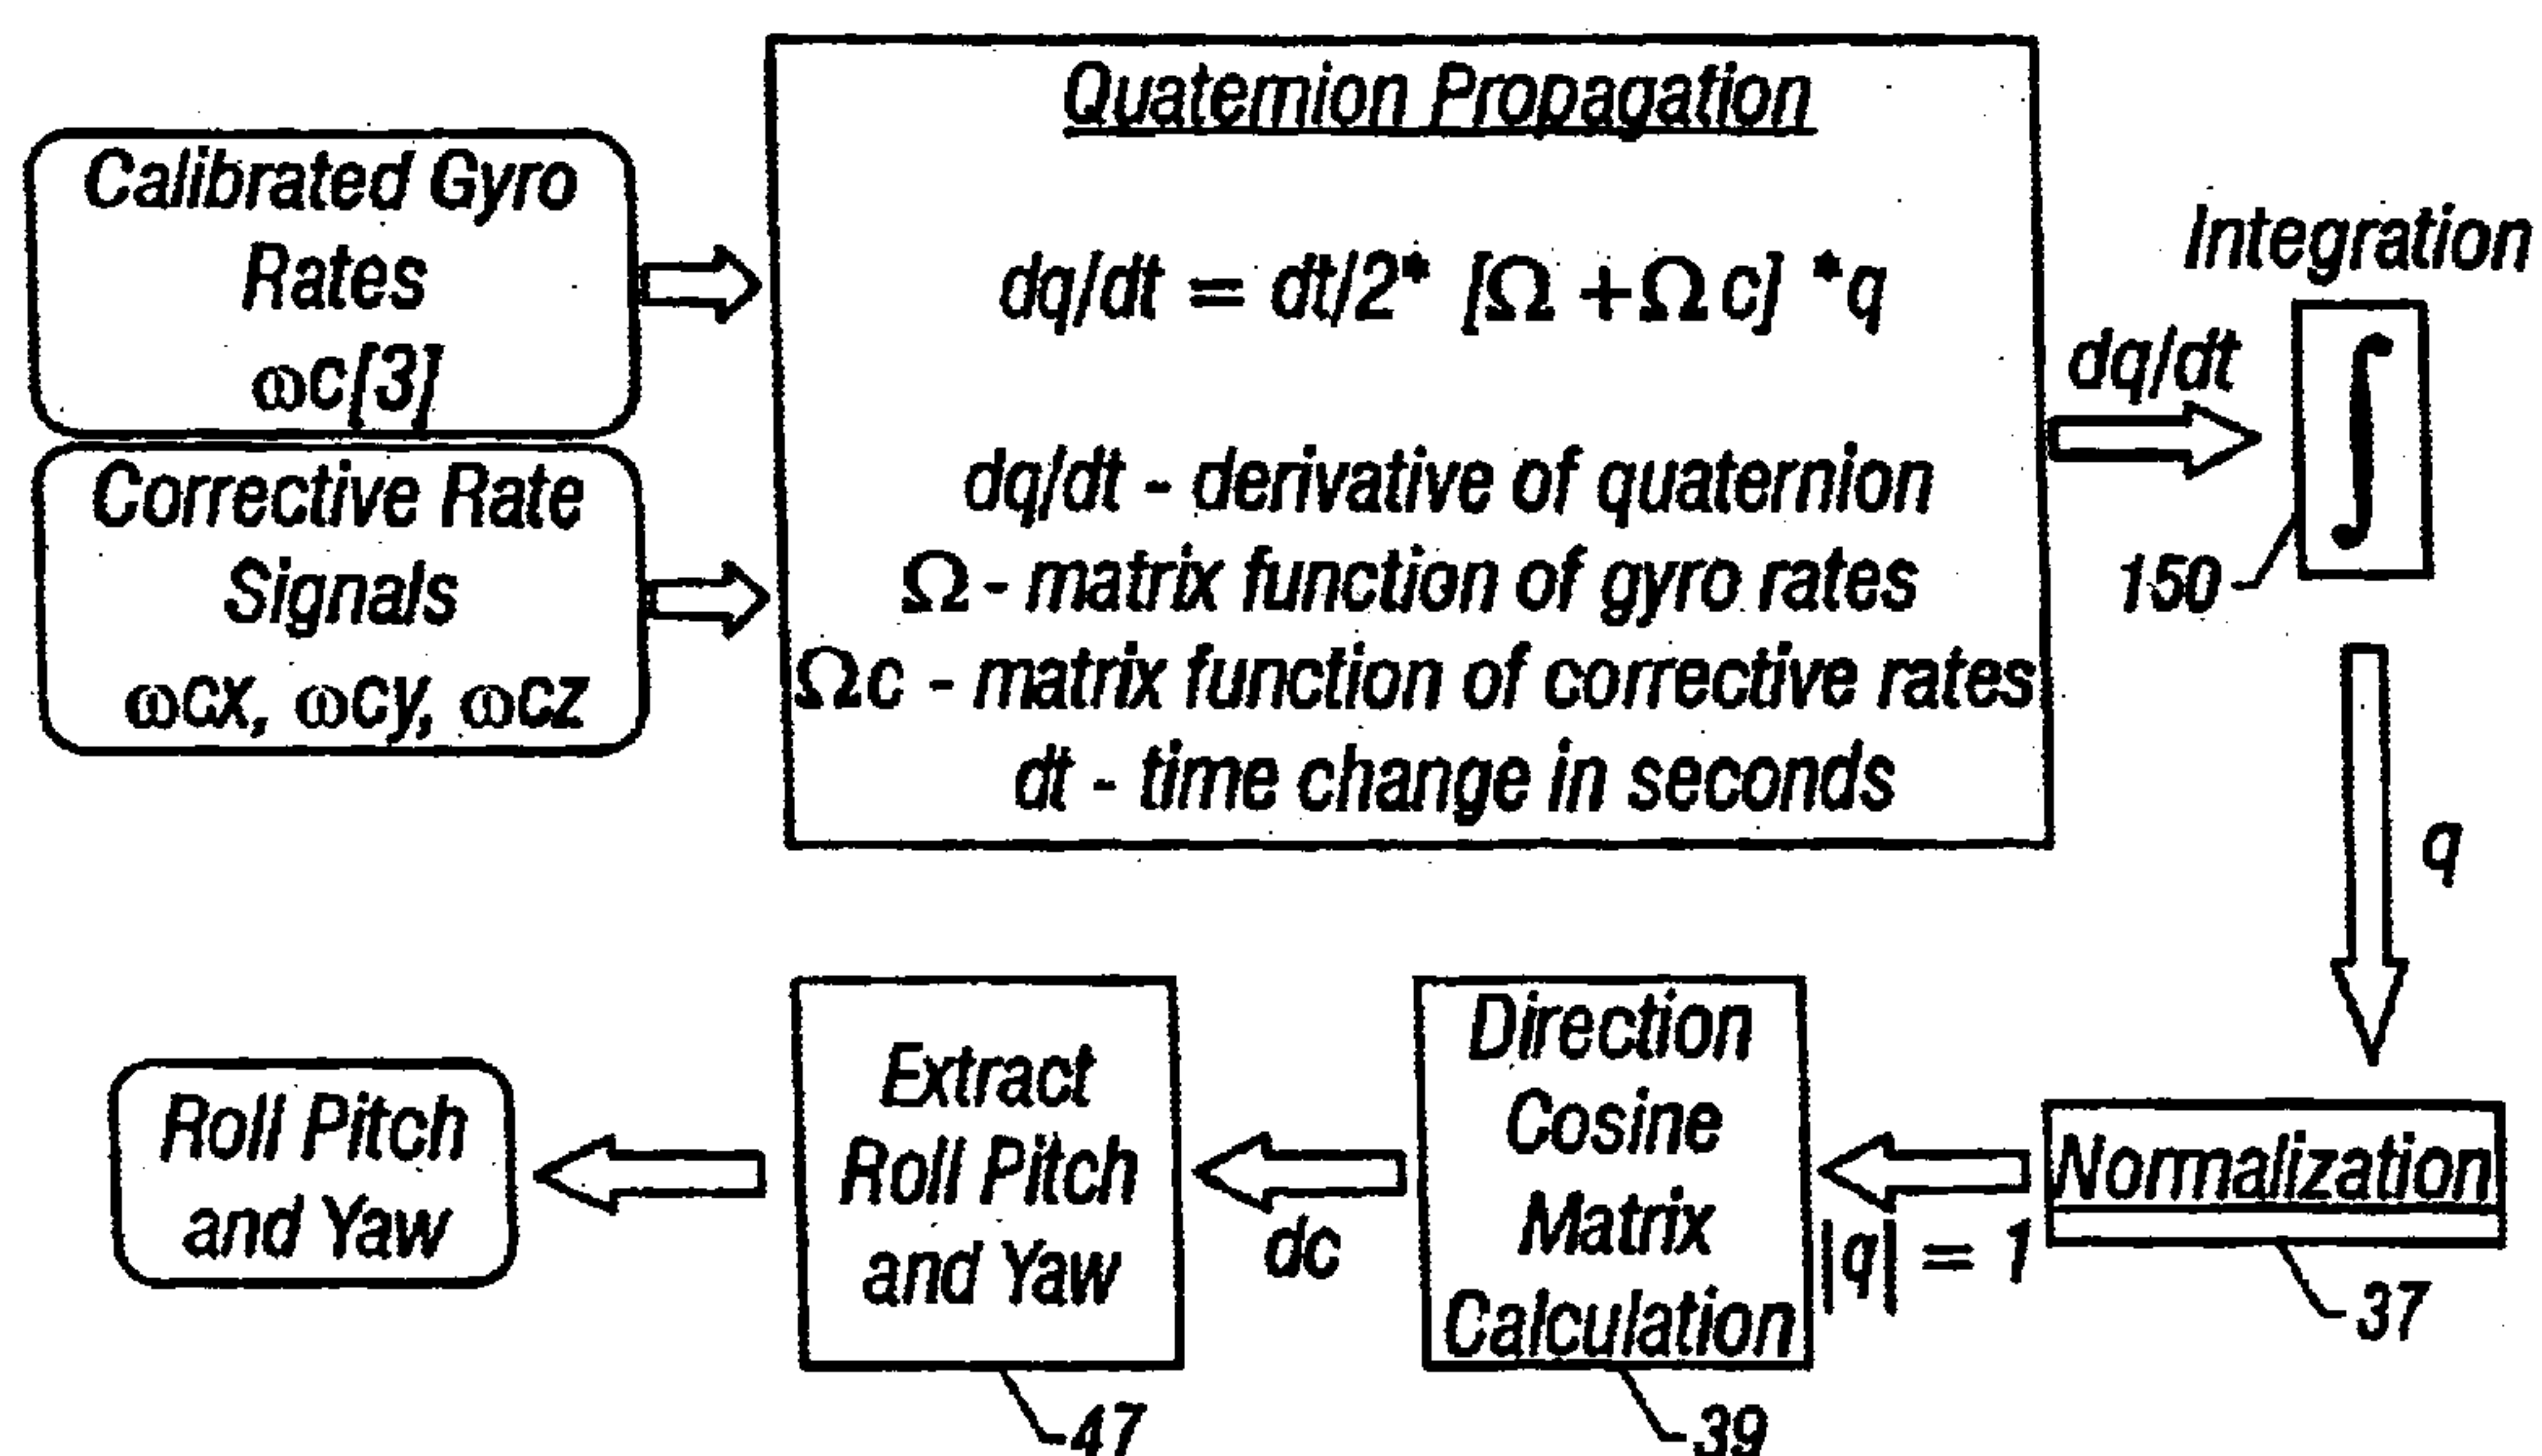 Calibrated Gyro
Rates
ωc[3]
Corrective Rate
Signals
ωcx, ωcy, ωcz
Quaternion Propagation
dq/dt = dt/2* [Ω +Ω c] *q
dq/dt - derivative of quaternion
Ω - matrix function of gyro rates
Ωc - matrix function of corrective rates
dt - time change in seconds
dq/dt
Integration
∫
150
q
Normalization
37
|q| = 1
Direction
Cosine
Matrix
Calculation
39
dc
Extract
Roll Pitch
and Yaw
47
Roll Pitch
and Yaw